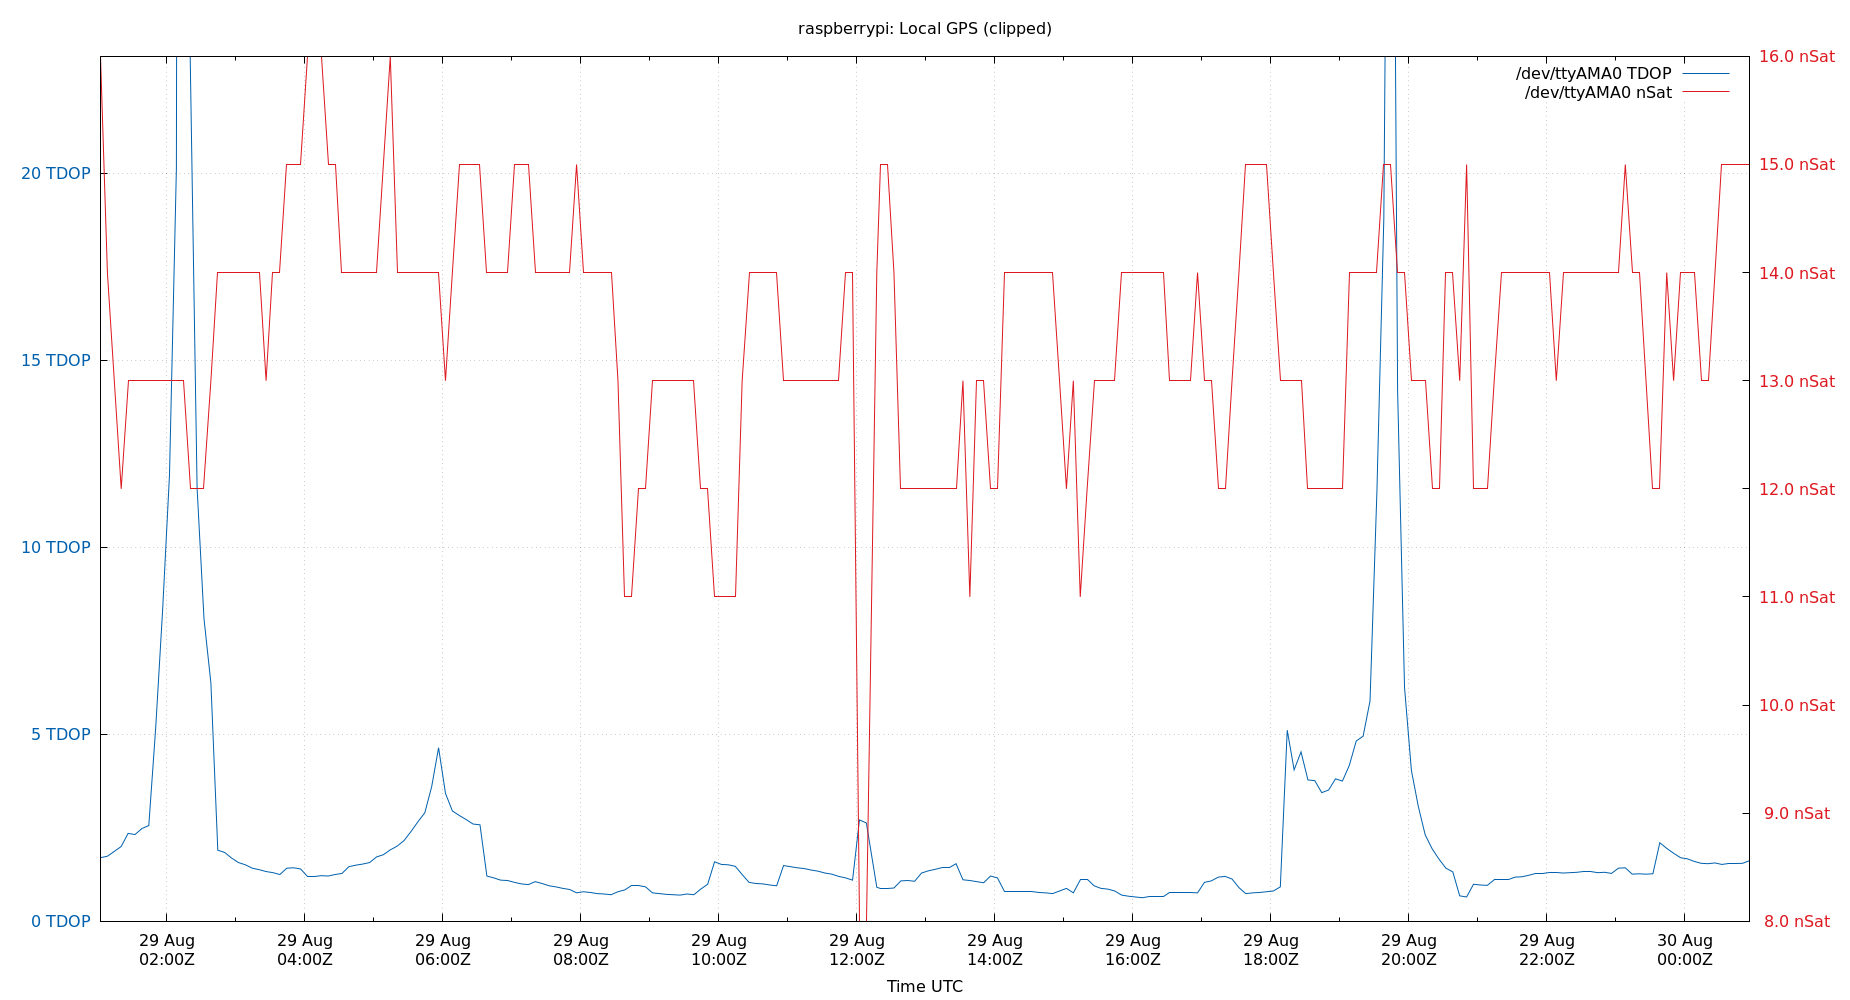 raspberrypi: Local GPS (clipped)
/dev/ttyAMA0 TDOP
/dev/ttyAMA0 nSat
20 TDOP
15 TDOP
10 TDOP
5 TDOP
0 TDOP
16.0 nSat
15.0 nSat
14.0 nSat
13.0 nSat
12.0 nSat
11.0 nSat
10.0 nSat
9.0 nSat
8.0 nSat
29 Aug 29 Aug 29 Aug 29 Aug 29 Aug 29 Aug 29 Aug 29 Aug 29 Aug 29 Aug 29 Aug 30 Aug
02:00Z 04:00Z 06:00Z 08:00Z 10:00Z 12:00Z 14:00Z 16:00Z 18:00Z 20:00Z 22:00Z 00:00Z
Time UTC